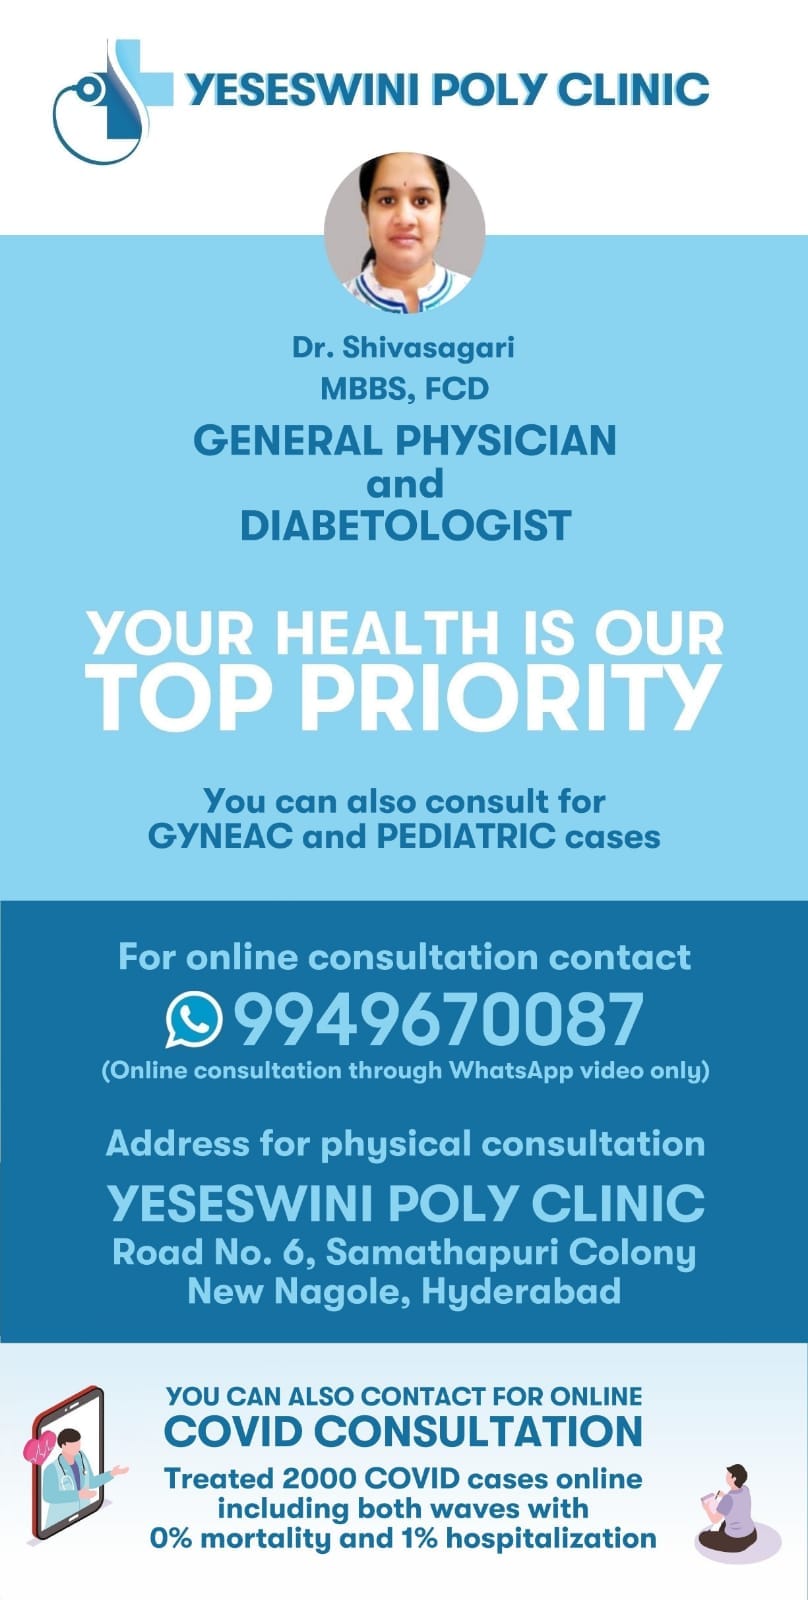 YESESWINI POLY CLINIC
Dr. Shivasagari
MBBS, FCD
GENERAL PHYSICIAN
and
DIABETOLOGIST
YOUR HEALTH IS OUR
TOP PRIORITY
You can also consult for
GYNEAC and PEDIATRIC cases
For online consultation contact
9949670087
(Online consultation through WhatsApp video only)
Address for physical consultation
YESESWINI POLY CLINIC
Road No. 6, Samathapuri Colony
New Nagole, Hyderabad
YOU CAN ALSO CONTACT FOR ONLINE
COVID CONSULTATION
Treated 2000 COVID cases online
including both waves with
0% mortality and 1% hospitalization